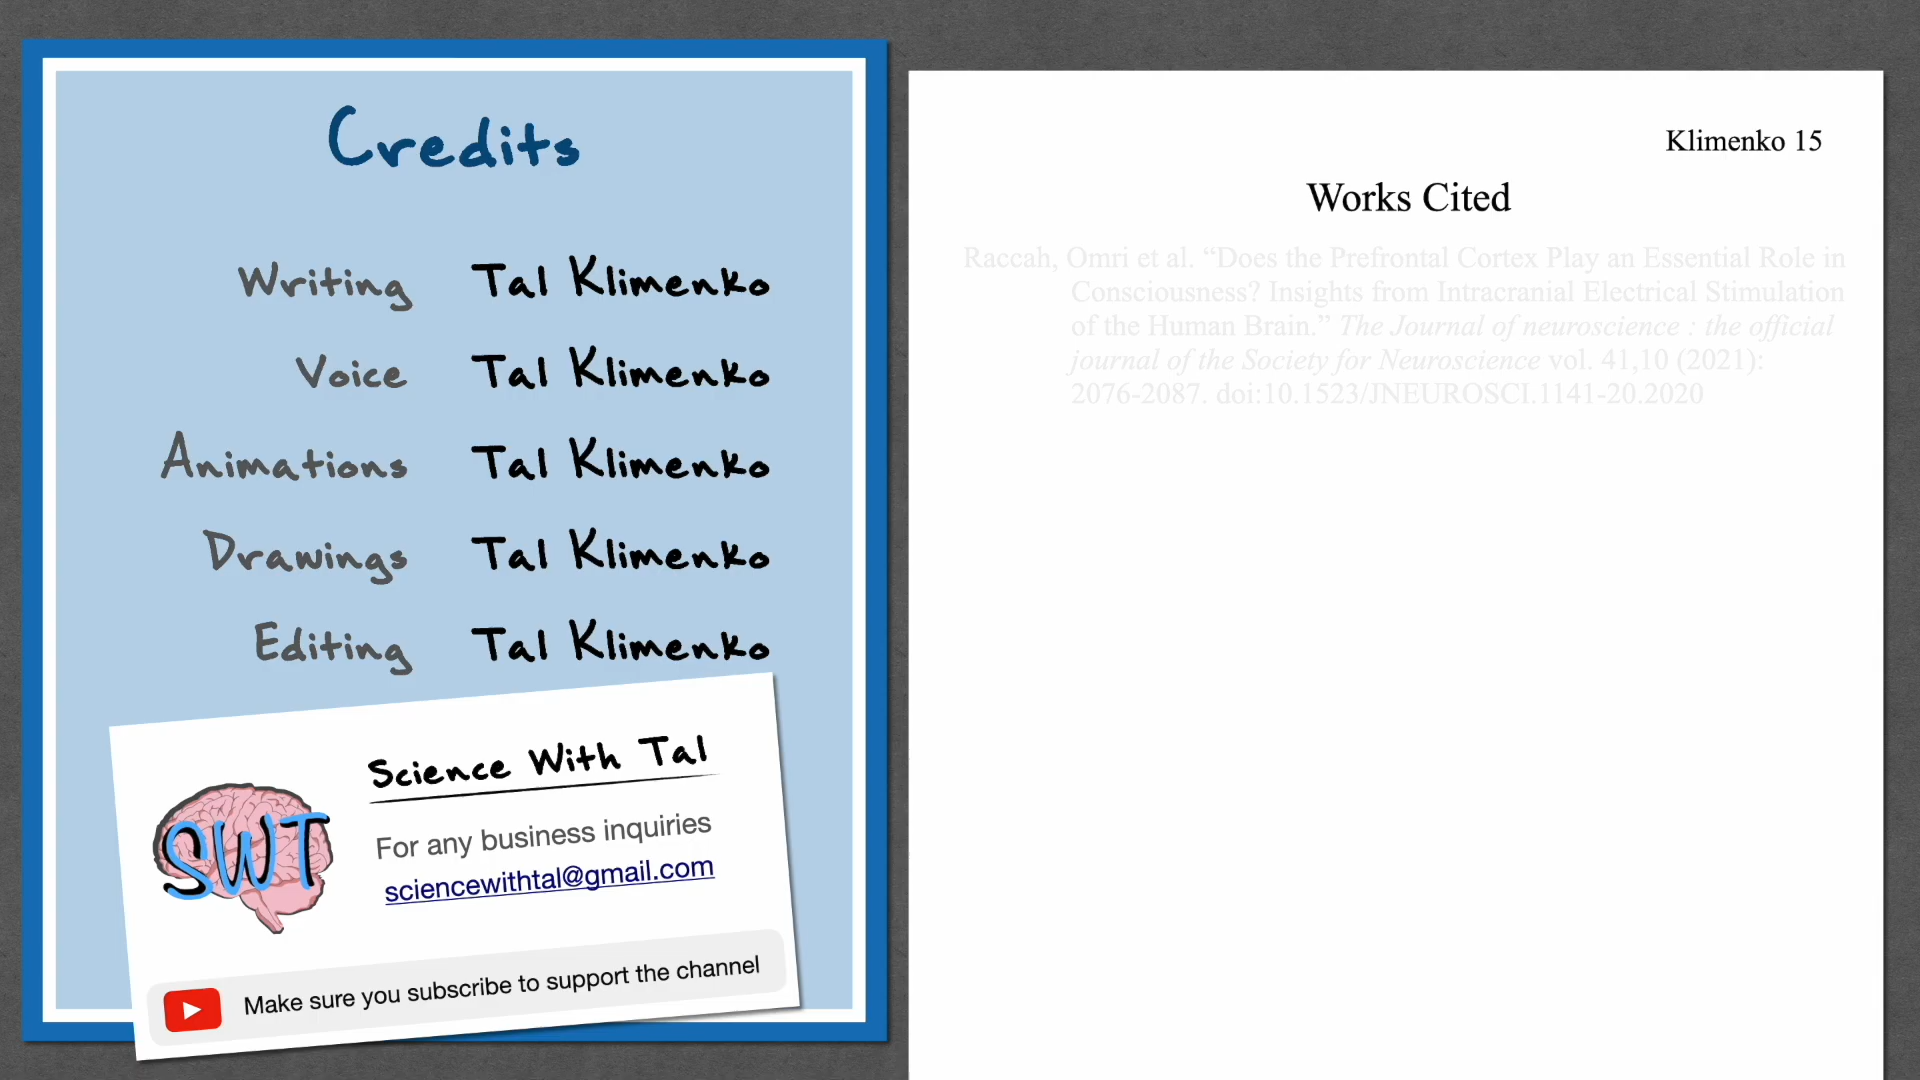 Credits
Writing Tal Klimenko
Voice Tal Klimenko
Animations Tal Klimenko
Drawings Tal Klimenko
Editing Tal Klimenko
SWT
Science With Tal
For any business inquiries
sciencewithtal@gmail.com
Make sure you subscribe to support the channel
Klimenko 15
Works Cited
Raccah, Omri et al. “Does the Prefrontal Cortex Play an Essential Role in
Consciousness? Insights from Intracranial Electrical Stimulation
of the Human Brain.” The Journal of neuroscience : the official
journal of the Society for Neuroscience vol. 41,10 (2021):
2076-2087. doi:10.1523/JNEUROSCI.1141-20.2020